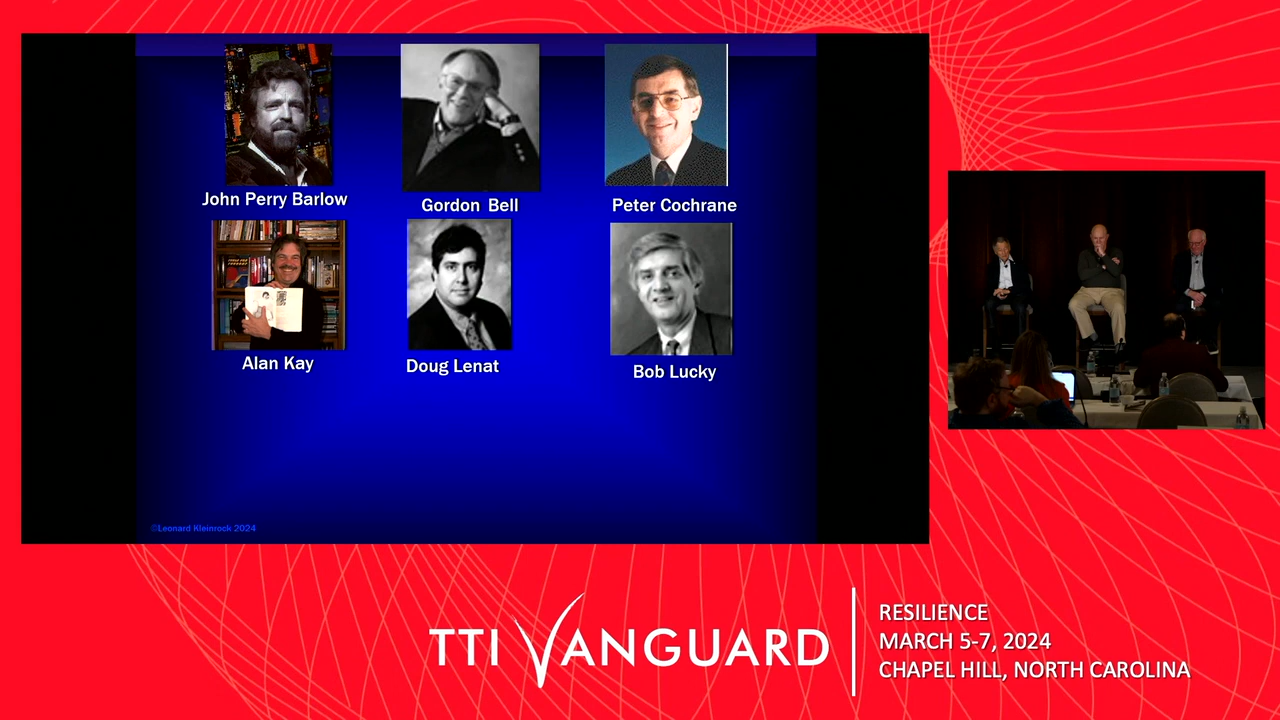 John Perry Barlow
Gordon Bell
Peter Cochrane
Alan Kay
Doug Lenat
Bob Lucky
©Leonard Kleinrock 2024
TTI VANGUARD
RESILIENCE
MARCH 5-7, 2024
CHAPEL HILL, NORTH CAROLINA